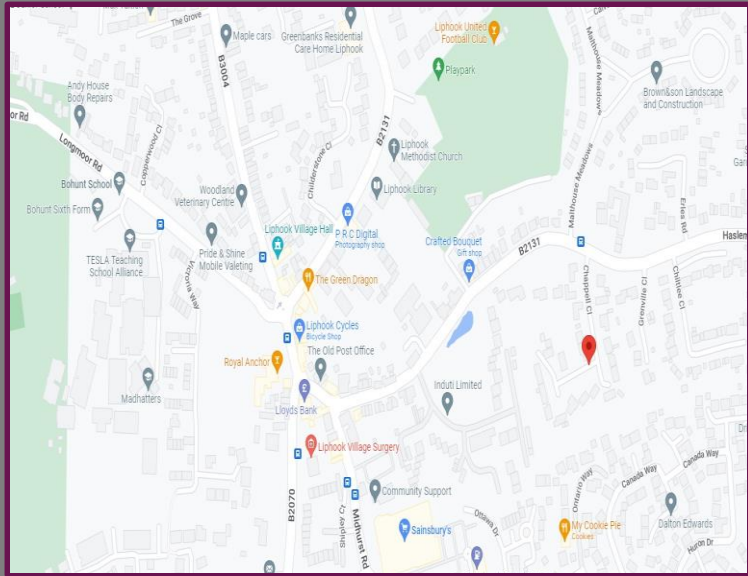 The Grove
Maple cars
Greenbanks Residential
Care Home Liphook
Liphook United
Football Club
Playpark
B3004
Malthouse Meadows
Brown&son Landscape
and Construction
Andy House
Body Repairs
or Rd
Longmoor Rd
Copperwood Cl
Childerstone Cl
B2131
Liphook
Methodist Church
Bohunt School
Bohunt Sixth Form
Woodland
Veterinary Centre
Liphook Library
Malthouse Meadows
Erles Rd
Gar
TESLA Teaching
School Alliance
Pride & Shine
Mobile Valeting
Victoria Way
Liphook Village Hall
P R C Digital
Photography shop
Crafted Bouquet
Gift shop
B2131
Haslem
The Green Dragon
Chappell Cl
Grenville Cl
Chiltlee Cl
Liphook Cycles
Bicycle Shop
Royal Anchor
The Old Post Office
Madhatters
Lloyds Bank
Induti Limited
Liphook Village Surgery
B2070
Shipley Ct
Midhurst Rd
Community Support
Sainsbury's
Ottawa Dr
Ontario Way
Canada Way
Canada Way
My Cookie Pie
Cookies
Dalton Edwards
Huron Dr